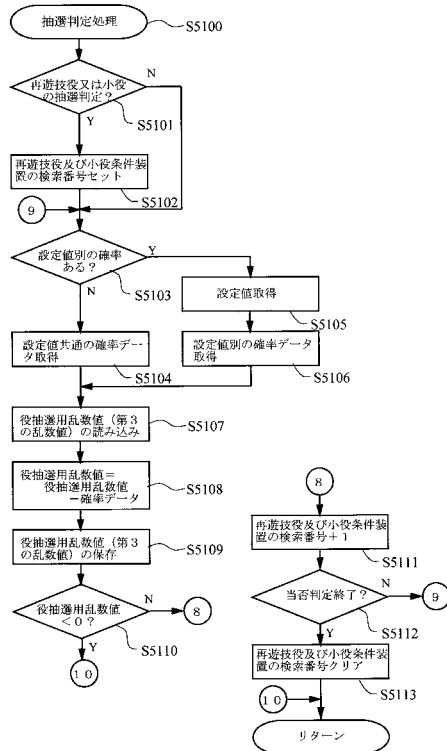 抽選判定処理
S5100
再遊技役又は小役
の抽選判定？
N
Y
S5101
再遊技役及び小役条件装
置の検索番号セット
S5102
9
設定値別の確率
ある？
Y
N
S5103
設定値取得
S5105
設定値共通の確率デー
タ取得
S5104
設定値別の確率データ
取得
S5106
役抽選用乱数値（第3
の乱数値）の読み込み
S5107
役抽選用乱数値＝
役抽選用乱数値
－確率データ
S5108
役抽選用乱数値（第3
の乱数値）の保存
S5109
役抽選用乱数値
＜0？
N
8
Y
S5110
10
8
再遊技役及び小役条件装
置の検索番号＋1
S5111
当否判定終了？
N
9
Y
S5112
再遊技役及び小役条件装
置の検索番号クリア
S5113
10
リターン